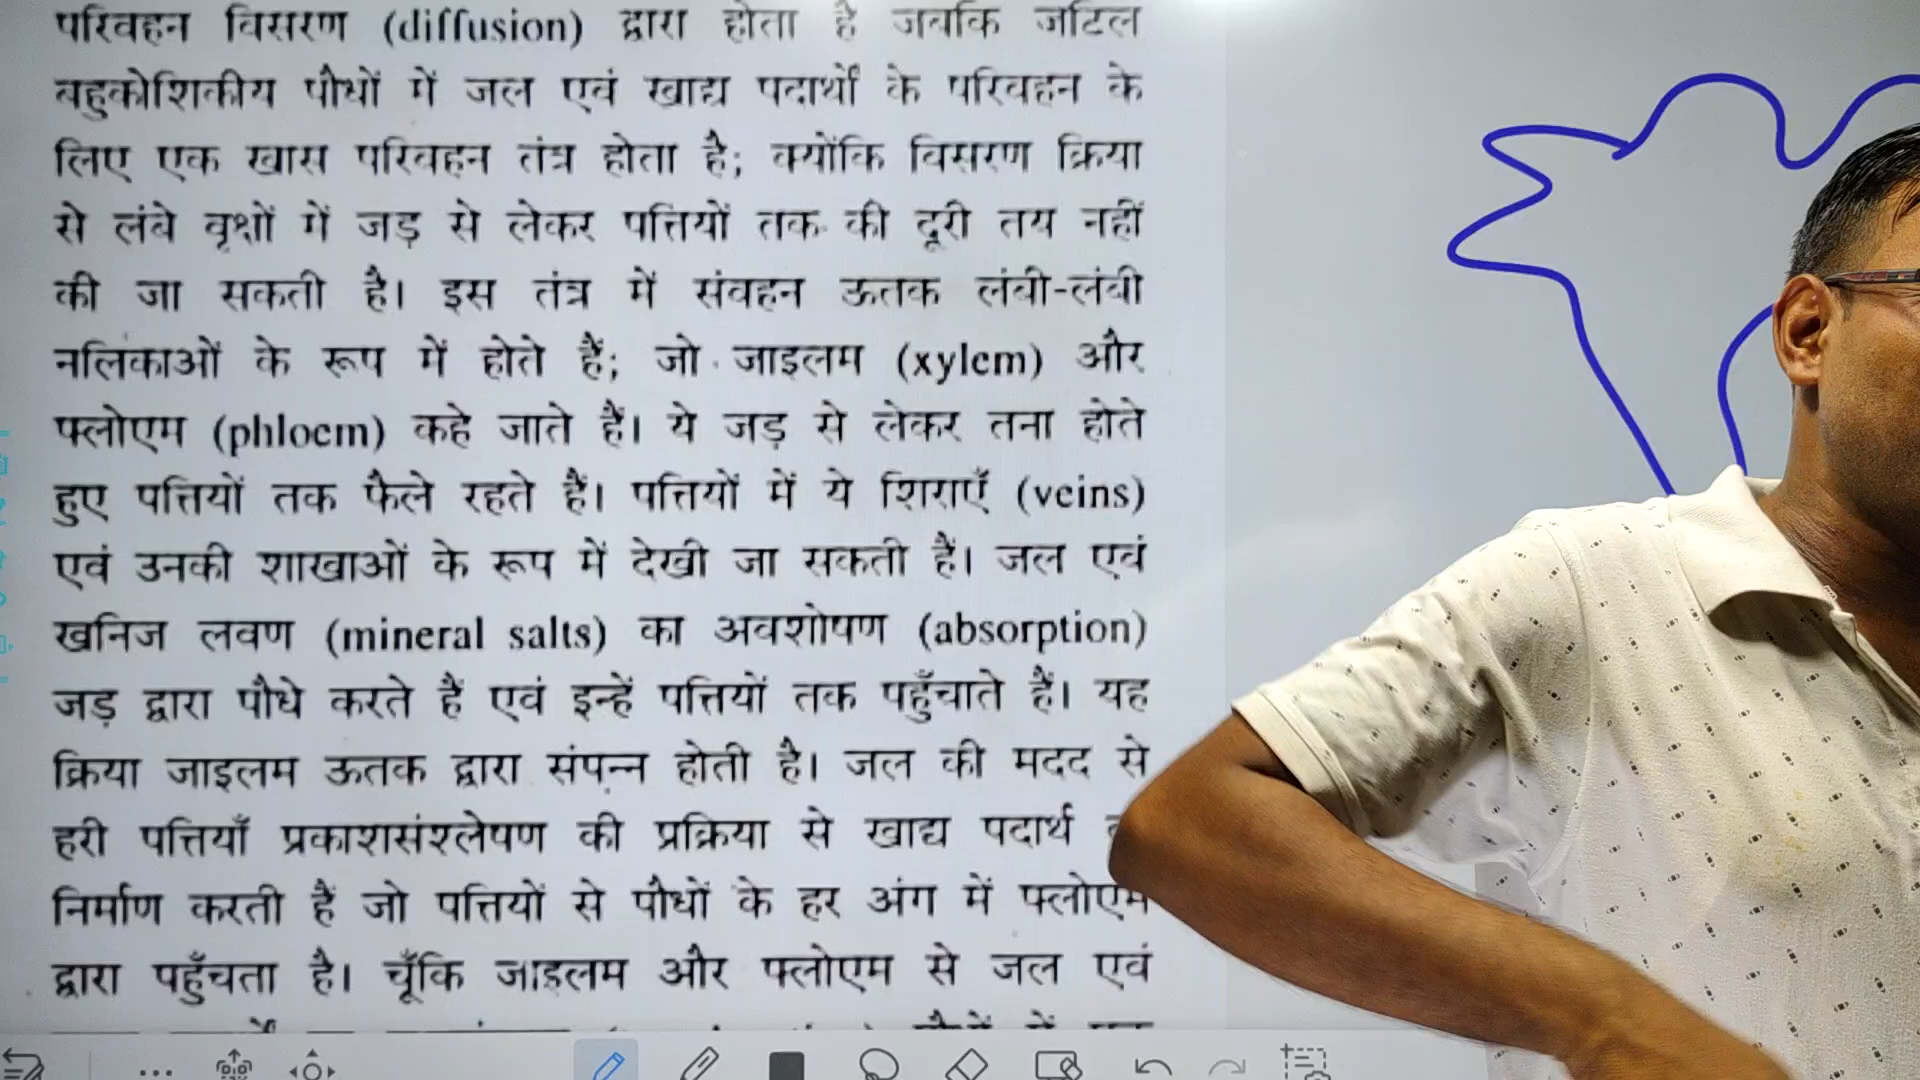 परिवहन विसरण (diffusion) द्वारा होता है जबकि जटिल
बहुकोशिकीय पौधों में जल एवं खाद्य पदार्थों के परिवहन के
लिए एक खास परिवहन तंत्र होता है; क्योंकि विसरण क्रिया
से लंबे वृक्षों में जड़ से लेकर पत्तियों तक की दूरी तय नहीं
की जा सकती है। इस तंत्र में संवहन ऊतक लंबी-लंबी
नलिकाओं के रूप में होते हैं; जो जाइलम (xylem) और
फ्लोएम (phloem) कहे जाते हैं। ये जड़ से लेकर तना होते
हुए पत्तियों तक फैले रहते हैं। पत्तियों में ये शिराएँ (veins)
एवं उनकी शाखाओं के रूप में देखी जा सकती हैं। जल एवं
खनिज लवण (mineral salts) का अवशोषण (absorption)
जड़ द्वारा पौधे करते हैं एवं इन्हें पत्तियों तक पहुँचाते हैं। यह
क्रिया जाइलम ऊतक द्वारा संपन्न होती है। जल की मदद से
हरी पत्तियाँ प्रकाशसंश्लेषण की प्रक्रिया से खाद्य पदार्थ
निर्माण करती हैं जो पत्तियों से पौधों के हर अंग में फ्लोएम
द्वारा पहुँचता है। चूँकि जाइलम और फ्लोएम से जल एवं